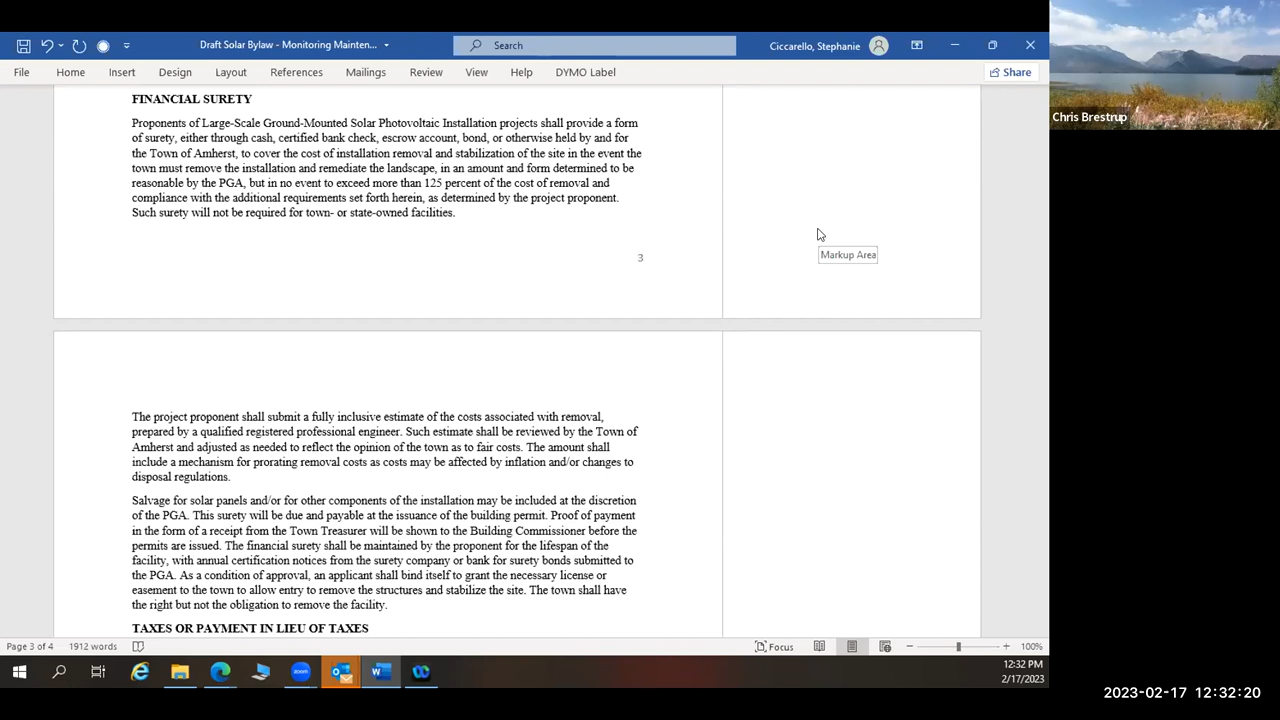 Draft Solar Bylaw - Monitoring Mainten...
Search
Ciccarello, Stephanie
File Home Insert Design Layout References Mailings Review View Help DYMO Label Share
Chris Brestrup
FINANCIAL SURETY
Proponents of Large-Scale Ground-Mounted Solar Photovoltaic Installation projects shall provide a form
of surety, either through cash, certified bank check, escrow account, bond, or otherwise held by and for
the Town of Amherst, to cover the cost of installation removal and stabilization of the site in the event the
town must remove the installation and remediate the landscape, in an amount and form determined to be
reasonable by the PGA, but in no event to exceed more than 125 percent of the cost of removal and
compliance with the additional requirements set forth herein, as determined by the project proponent.
Such surety will not be required for town- or state-owned facilities.
Markup Area
3
The project proponent shall submit a fully inclusive estimate of the costs associated with removal,
prepared by a qualified registered professional engineer. Such estimate shall be reviewed by the Town of
Amherst and adjusted as needed to reflect the opinion of the town as to fair costs. The amount shall
include a mechanism for prorating removal costs as costs may be affected by inflation and/or changes to
disposal regulations.
Salvage for solar panels and/or for other components of the installation may be included at the discretion
of the PGA. This surety will be due and payable at the issuance of the building permit. Proof of payment
in the form of a receipt from the Town Treasurer will be shown to the Building Commissioner before the
permits are issued. The financial surety shall be maintained by the proponent for the lifespan of the
facility, with annual certification notices from the surety company or bank for surety bonds submitted to
the PGA. As a condition of approval, an applicant shall bind itself to grant the necessary license or
easement to the town to allow entry to remove the structures and stabilize the site. The town shall have
the right but not the obligation to remove the facility.
TAXES OR PAYMENT IN LIEU OF TAXES
Page 3 of 4 1912 words Focus 100%
zoom
12:32 PM
2/17/2023
2023-02-17 12:32:20